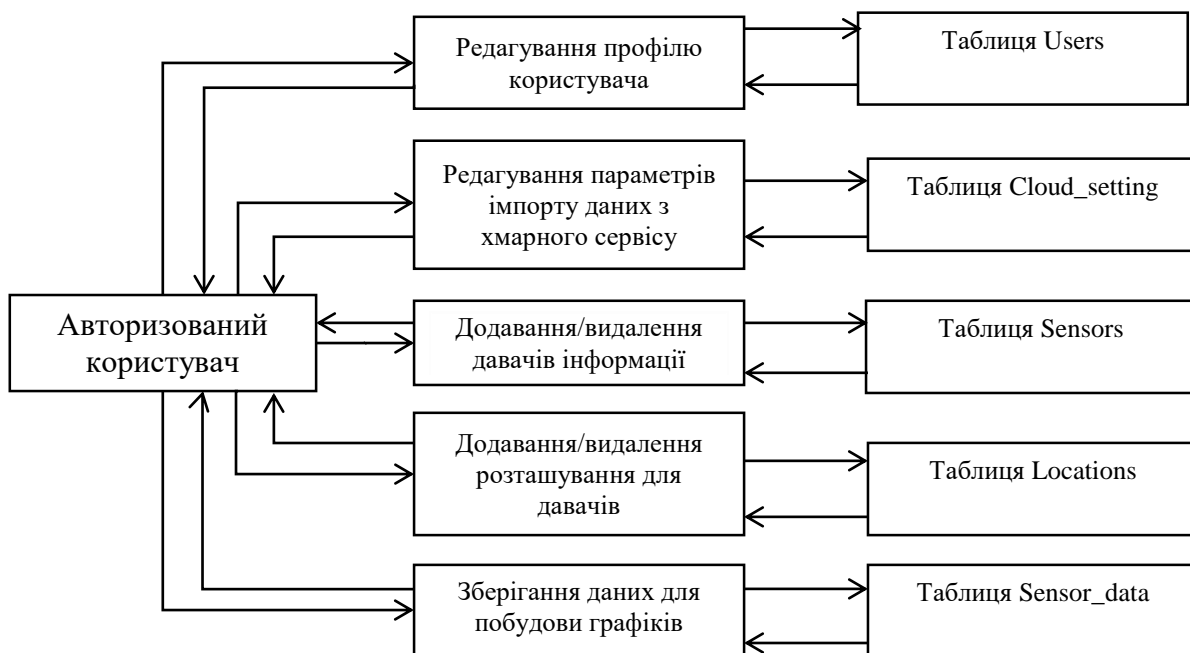 Редагування профілю
користувача
Таблиця Users
Редагування параметрів
імпорту даних з
хмарного сервісу
Таблиця Cloud_setting
Авторизований
користувач
Додавання/видалення
давачів інформації
Таблиця Sensors
Додавання/видалення
розташування для
давачів
Таблиця Locations
Зберігання даних для
побудови графіків
Таблиця Sensor_data